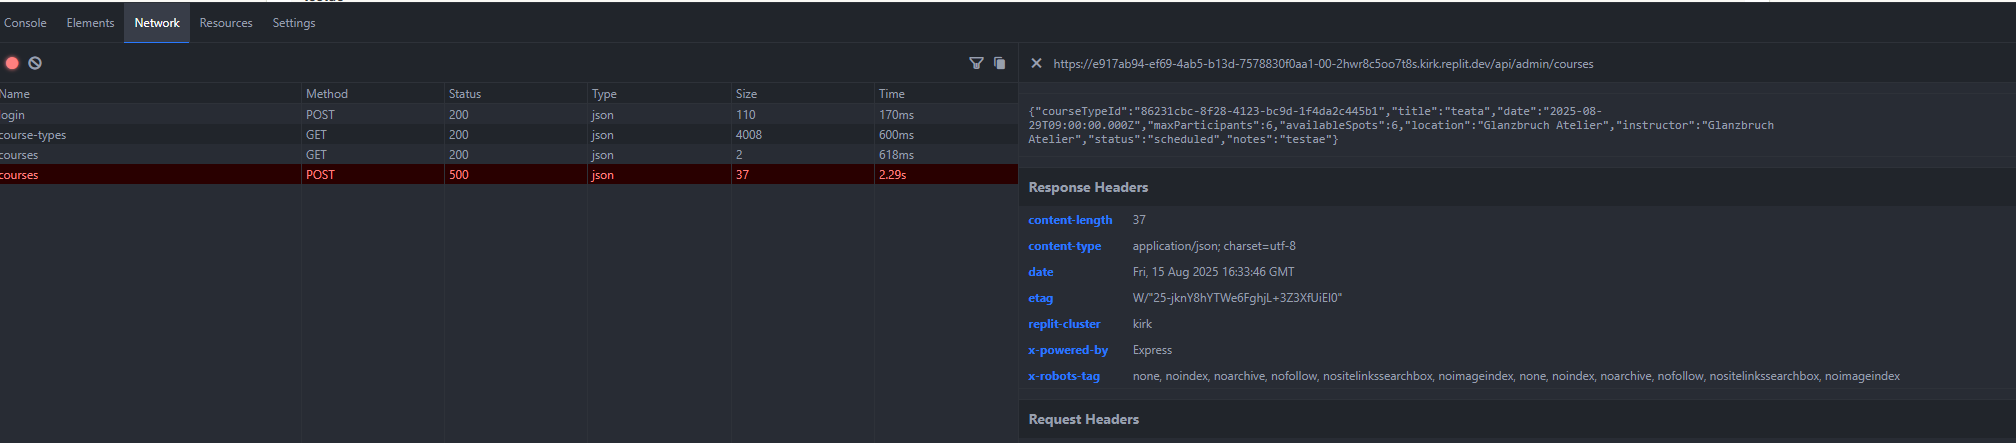 Console Elements Network Resources Settings
https://e917ab94-ef69-4ab5-b13d-7578830f0aa1-00-2hwr8c5oo7t8s.kirk.replit.dev/api/admin/courses
Name Method Status Type Size Time
login POST 200 json 110 170ms
course-types GET 200 json 4008 600ms
courses GET 200 json 2 618ms
courses POST 500 json 37 2.29s
{"courseTypeId":"86231cbc-8f28-4123-bc9d-1f4da2c445b1","title":"teata","date":"2025-08-
29T09:00:00.000Z","maxParticipants":6,"availableSpots":6,"location":"Glanzbruch Atelier","instructor":"Glanzbruch
Atelier","status":"scheduled","notes":"testae"}
Response Headers
content-length 37
content-type application/json; charset=utf-8
date Fri, 15 Aug 2025 16:33:46 GMT
etag W/"25-jknY8hYTWe6FghjL+3Z3XfUiEI0"
replit-cluster kirk
x-powered-by Express
x-robots-tag none, noindex, noarchive, nofollow, nositelinkssearchbox, noimageindex, none, noindex, noarchive, nofollow, nositelinkssearchbox, noimageindex
Request Headers